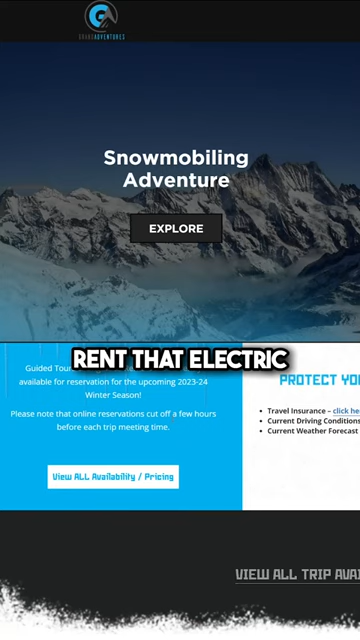 Snowmobiling
Adventure
EXPLORE
RENT THAT ELECTRIC
Guided Tou
available for reservation for the upcoming 2023-24
Winter Season!
Please note that online reservations cut off a few hours
before each trip meeting time.
View ALL Availability / Pricing
PROTECT YO
Travel Insurance – click he
Current Driving Conditions
Current Weather Forecast
VIEW ALL TRIP AVAI